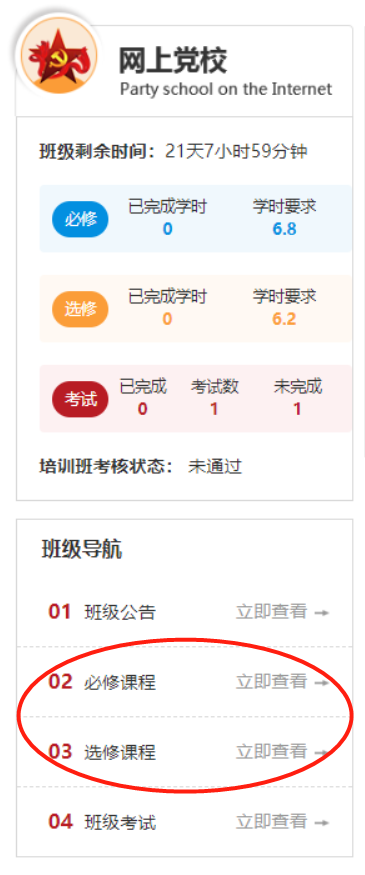 网上党校
Party school on the Internet
班级剩余时间：21天7小时59分钟
必修 已完成学时 学时要求
0 6.8
选修 已完成学时 学时要求
0 6.2
考试 已完成 考试数 未完成
0 1 1
培训班考核状态： 未通过
班级导航
01 班级公告 立即查看 →
02 必修课程 立即查看 →
03 选修课程 立即查看 →
04 班级考试 立即查看 →